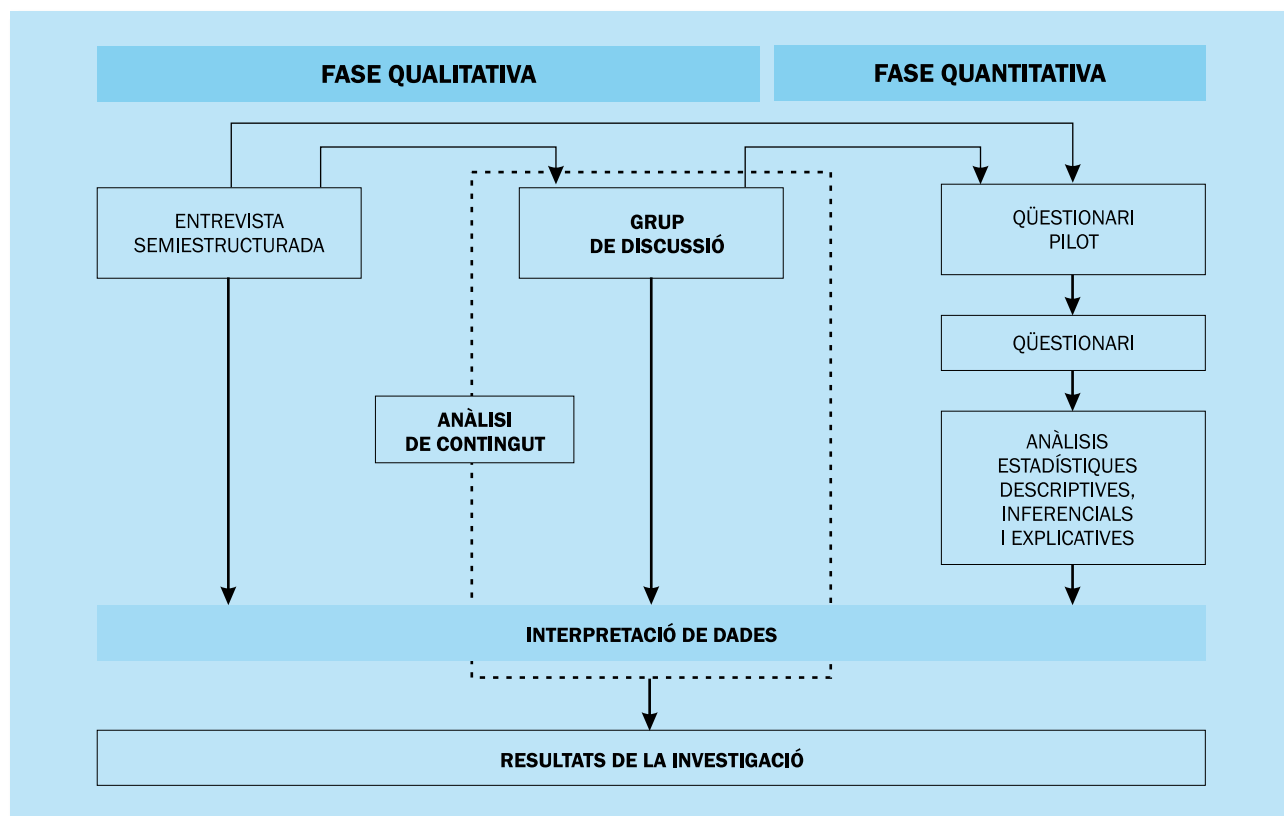 FASE QUALITATIVA
FASE QUANTITATIVA
ENTREVISTA
SEMIESTRUCTURADA
GRUP
DE DISCUSSIÓ
QÜESTIONARI
PILOT
QÜESTIONARI
ANÀLISI
DE CONTINGUT
ANÀLISIS
ESTADÍSTIQUES
DESCRIPTIVES,
INFERENCIALS
I EXPLICATIVES
INTERPRETACIÓ DE DADES
RESULTATS DE LA INVESTIGACIÓ